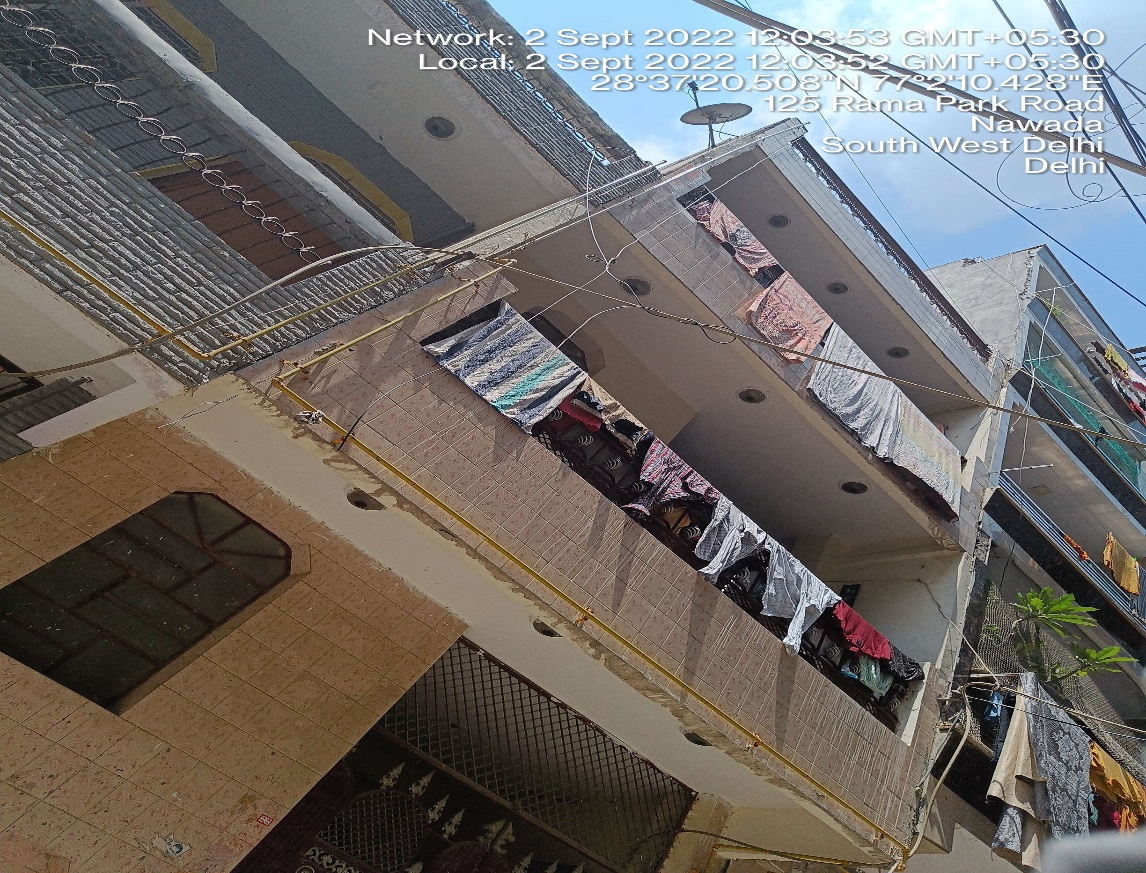 Network: 2 Sept 2022 12:03:53 GMT+05:30
Local: 2 Sept 2022 12:03:52 GMT+05:30
28°37'20.508"N 77°2'10.428"E
125 Rama Park Road
Nawada
South West Delhi
Delhi